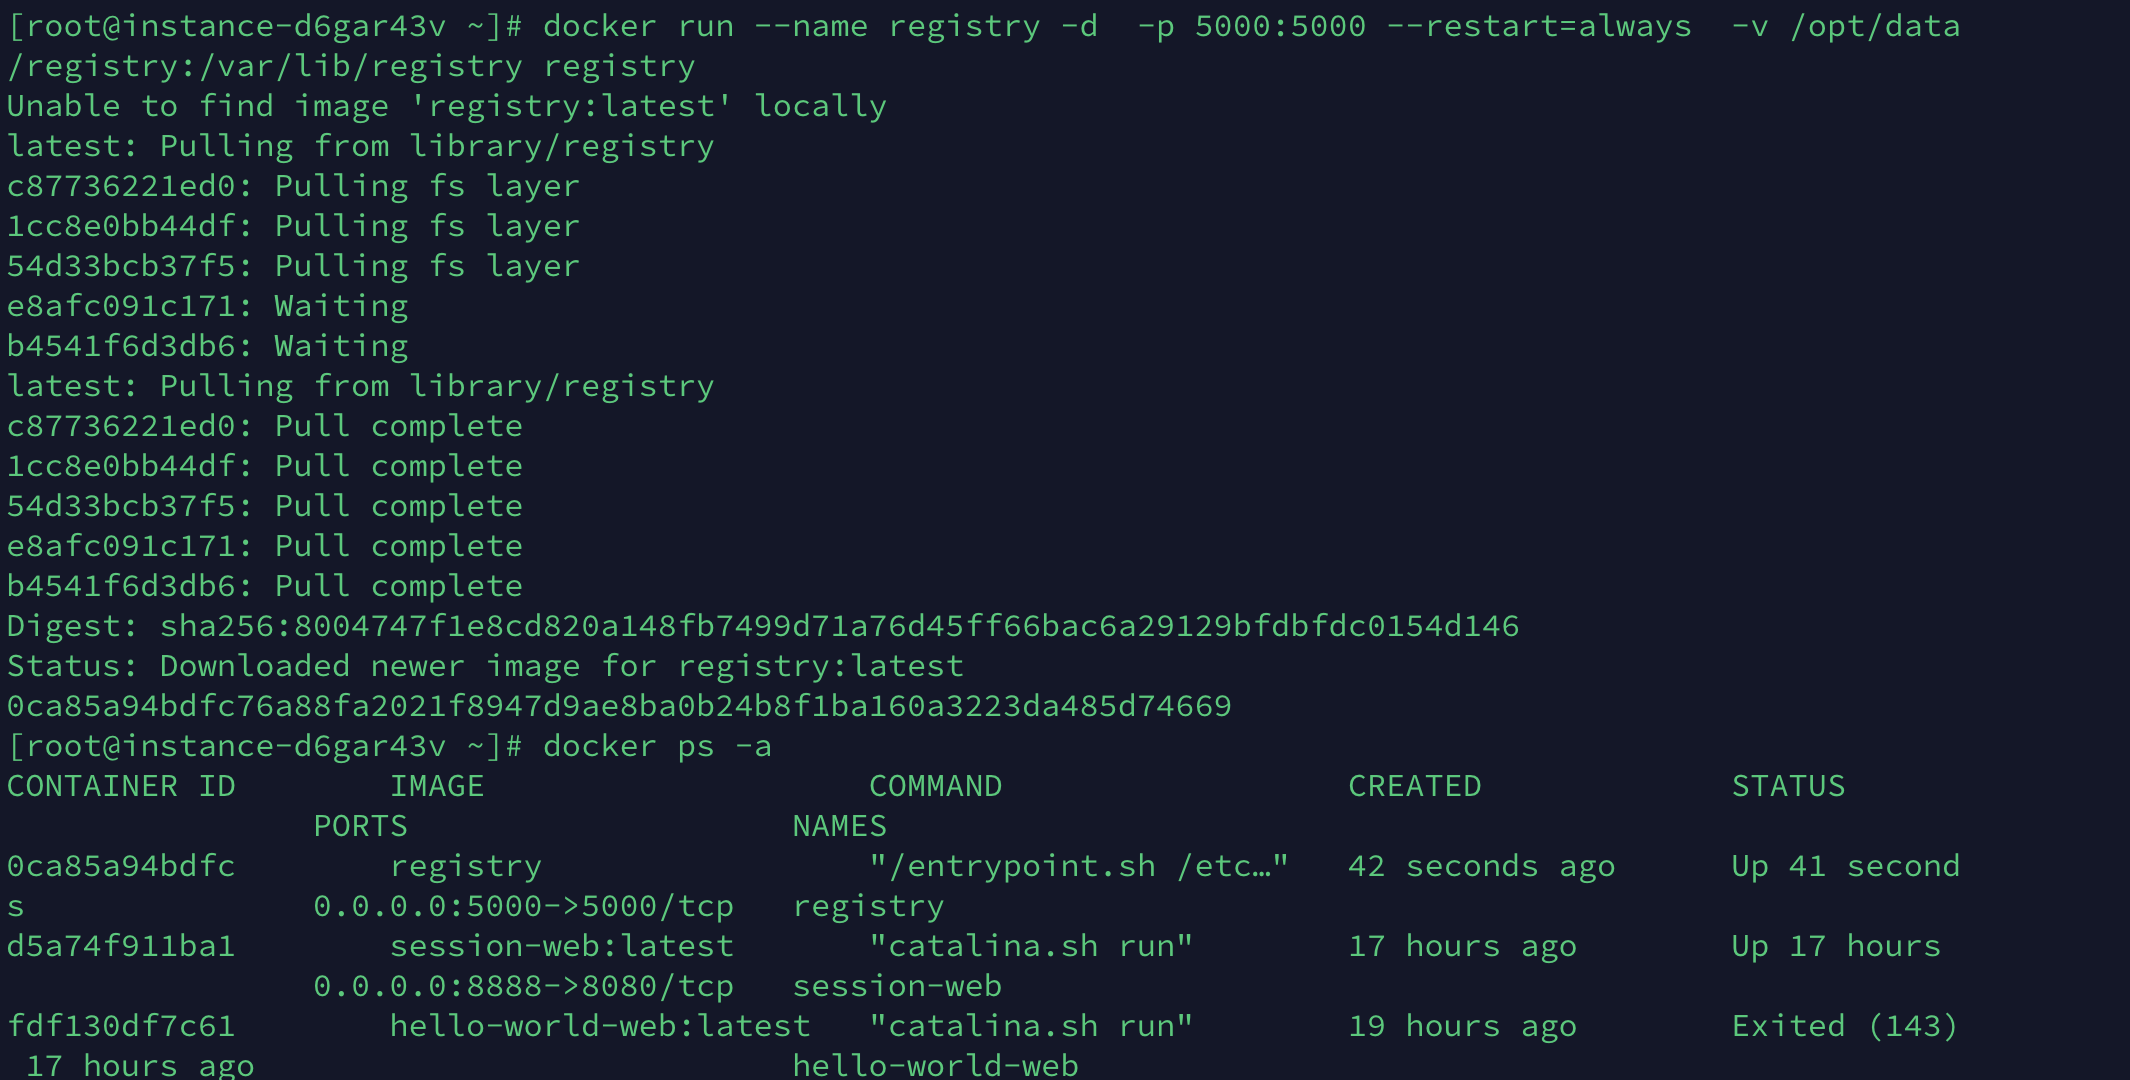 [root@instance-d6gar43v ~]# docker run --name registry -d  -p 5000:5000 --restart=always  -v /opt/data
/registry:/var/lib/registry registry
Unable to find image 'registry:latest' locally
latest: Pulling from library/registry
c87736221ed0: Pulling fs layer
1cc8e0bb44df: Pulling fs layer
54d33bcb37f5: Pulling fs layer
e8afc091c171: Waiting
b4541f6d3db6: Waiting
latest: Pulling from library/registry
c87736221ed0: Pull complete
1cc8e0bb44df: Pull complete
54d33bcb37f5: Pull complete
e8afc091c171: Pull complete
b4541f6d3db6: Pull complete
Digest: sha256:8004747f1e8cd820a148fb7499d71a76d45ff66bac6a29129bfdbfdc0154d146
Status: Downloaded newer image for registry:latest
0ca85a94bdfc76a88fa2021f8947d9ae8ba0b24b8f1ba160a3223da485d74669
[root@instance-d6gar43v ~]# docker ps -a
CONTAINER ID        IMAGE                    COMMAND                  CREATED             STATUS
                PORTS                    NAMES
0ca85a94bdfc        registry                 "/entrypoint.sh /etc…"   42 seconds ago      Up 41 second
s               0.0.0.0:5000->5000/tcp   registry
d5a74f911ba1        session-web:latest       "catalina.sh run"        17 hours ago        Up 17 hours
                0.0.0.0:8888->8080/tcp   session-web
fdf130df7c61        hello-world-web:latest   "catalina.sh run"        19 hours ago        Exited (143)
 17 hours ago                            hello-world-web